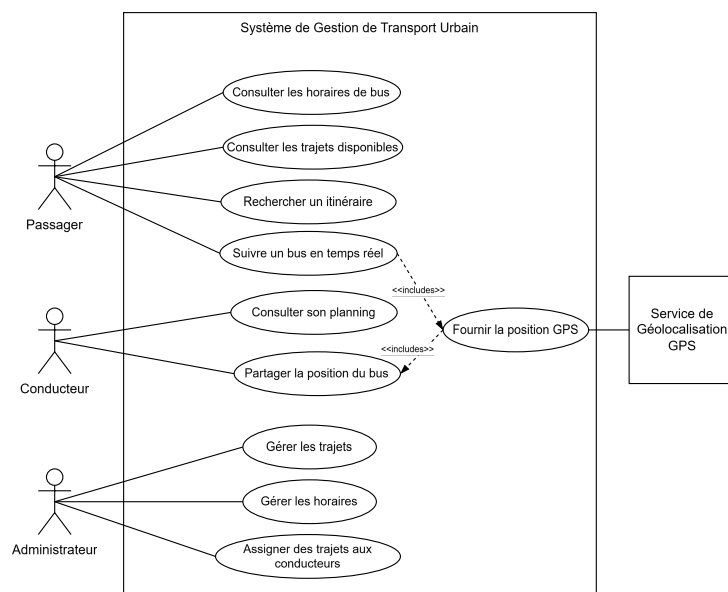 Système de Gestion de Transport Urbain
Consulter les horaires de bus
Consulter les trajets disponibles
Rechercher un itinéraire
Passager
Suivre un bus en temps réel
<<includes>>
Consulter son planning
Fournir la position GPS
Service de
Géolocalisation
GPS
<<includes>>
Partager la position du bus
Conducteur
Gérer les trajets
Gérer les horaires
Administrateur
Assigner des trajets aux
conducteurs